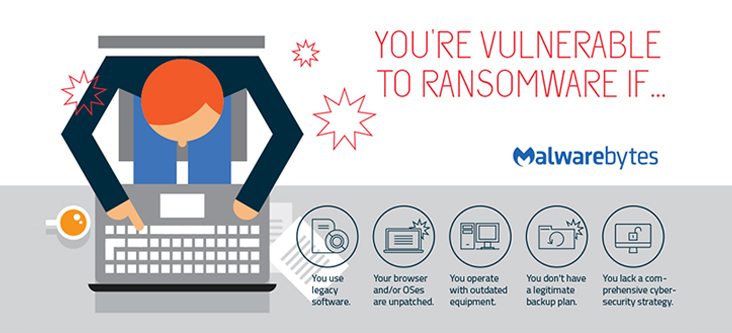 YOU'RE VULNERABLE
TO RANSOMWARE IF...
Malwarebytes
You use
legacy
software.
Your browser
and/or OSes
are unpatched.
You operate
with outdated
equipment.
You don't have
a legitimate
backup plan.
You lack a com-
prehensive cyber-
security strategy.